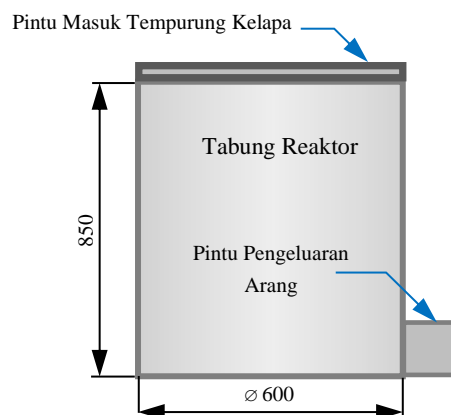 Pintu Masuk Tempurung Kelapa
Tabung Reaktor
850
Pintu Pengeluaran
Arang
∅ 600